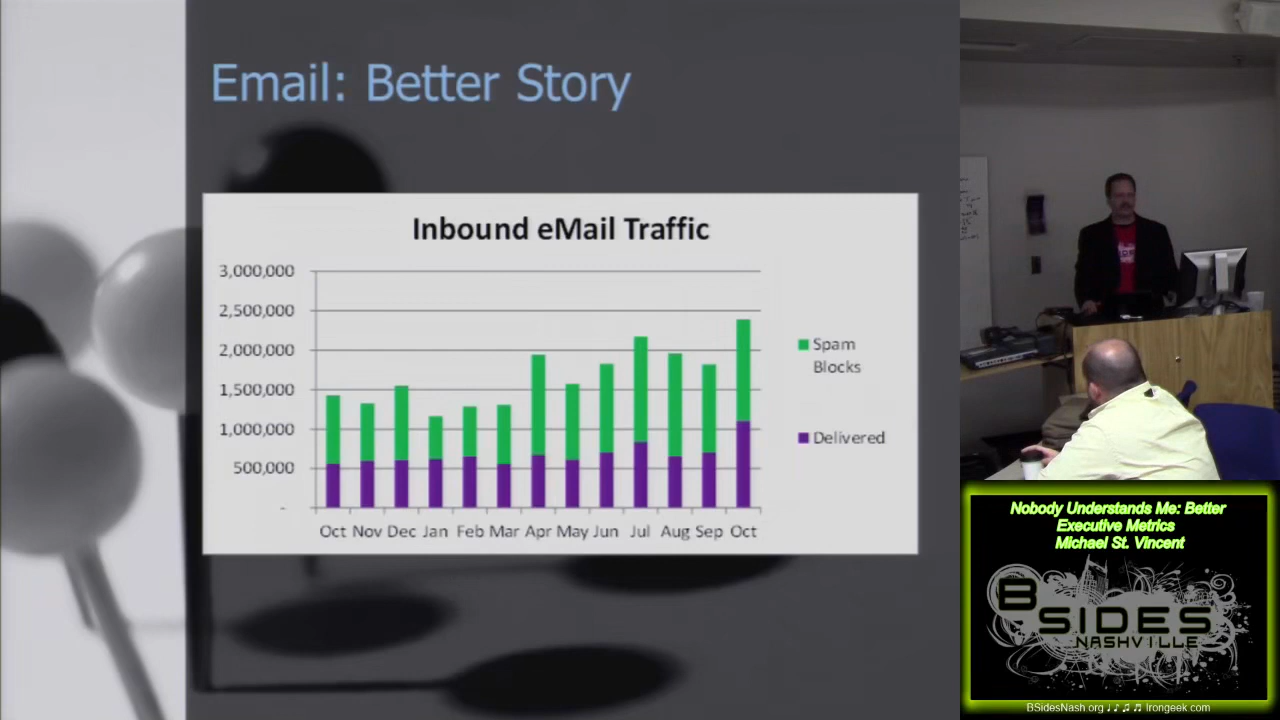 Email: Better Story
Inbound eMail Traffic
3,000,000
2,500,000
2,000,000
1,500,000
1,000,000
500,000
-
Oct Nov Dec Jan Feb Mar Apr May Jun Jul Aug Sep Oct
Spam
Blocks
Delivered
Nobody Understands Me: Better
Executive Metrics
Michael St. Vincent
BSIDES
NASHVILLE
BSidesNash.org ♩♪♫♬ Irongeek.com